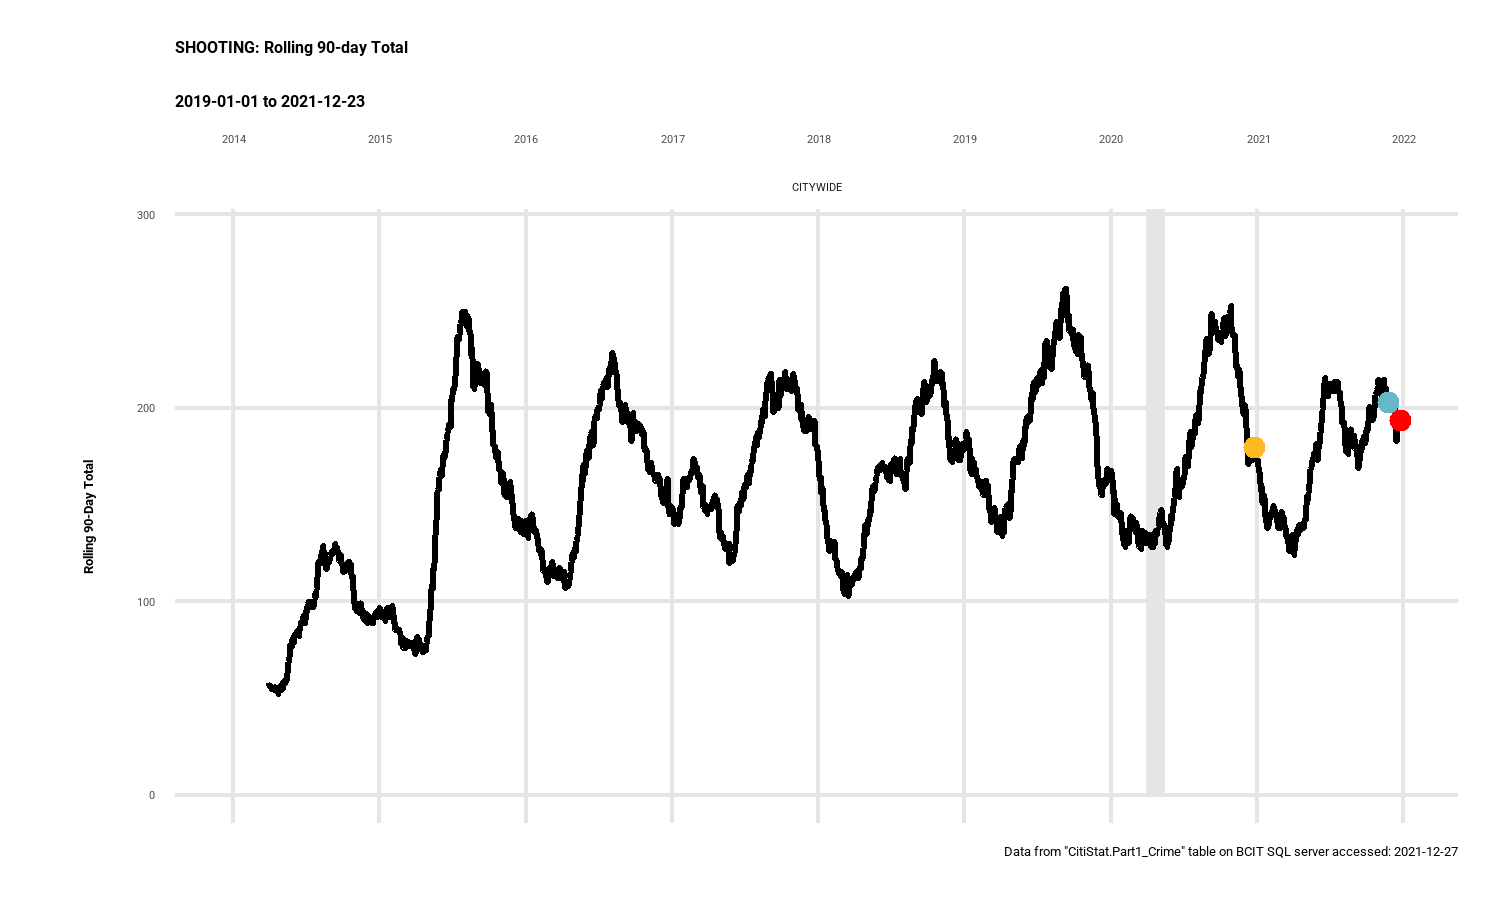 SHOOTING: Rolling 90-day Total
2019-01-01 to 2021-12-23
2014 2015 2016 2017 2018 2019 2020 2021 2022
CITYWIDE
300
200
100
0
Rolling 90-Day Total
Data from "CitiStat.Part1_Crime" table on BCIT SQL server accessed: 2021-12-27